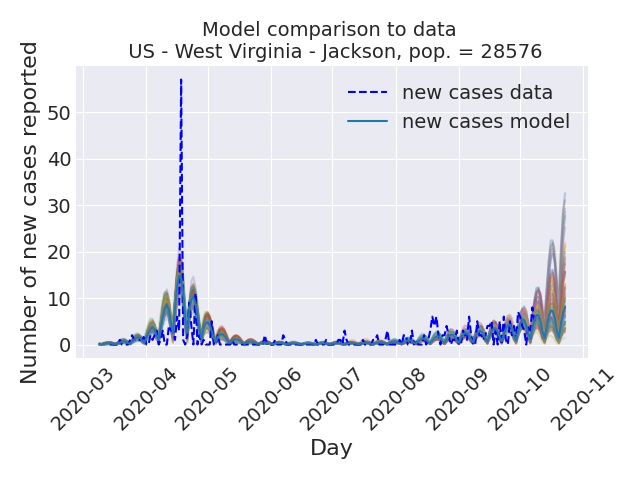 Model comparison to data
US - West Virginia - Jackson, pop. = 28576
Number of new cases reported
50
40
30
20
10
0
new cases data
new cases model
2020-03
2020-04
2020-05
2020-06
2020-07
2020-08
2020-09
2020-10
2020-11
Day